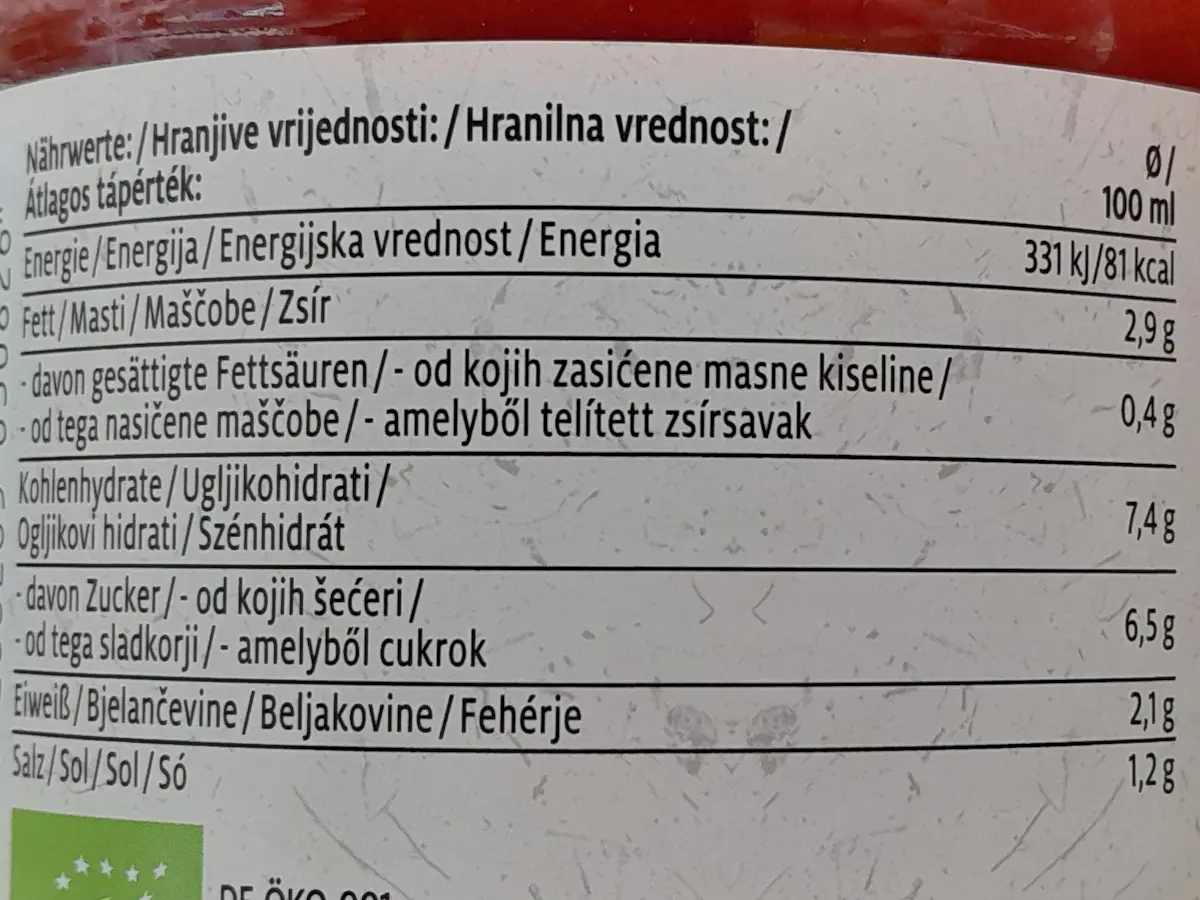 Nährwerte:/Hranjive vrijednosti:/Hranilna vrednost:/
Átlagos tápérték:
Ø/
100 ml
Energie/Energija/Energijska vrednost/Energia 331 kJ/81 kcal
Fett/Masti/Maščobe/Zsír 2,9 g
- davon gesättigte Fettsäuren/- od kojih zasićene masne kiseline/
- od tega nasičene maščobe/- amelyből telített zsírsavak 0,4 g
Kohlenhydrate/Ugljikohidrati/
Ogljikovi hidrati/Szénhidrát 7,4 g
- davon Zucker/- od kojih šećeri/
- od tega sladkorji/- amelyből cukrok 6,5 g
Eiweiß/Bjelančevine/Beljakovine/Fehérje 2,1 g
Salz/Sol/Sol/Só 1,2 g
DE-ÖKO-001